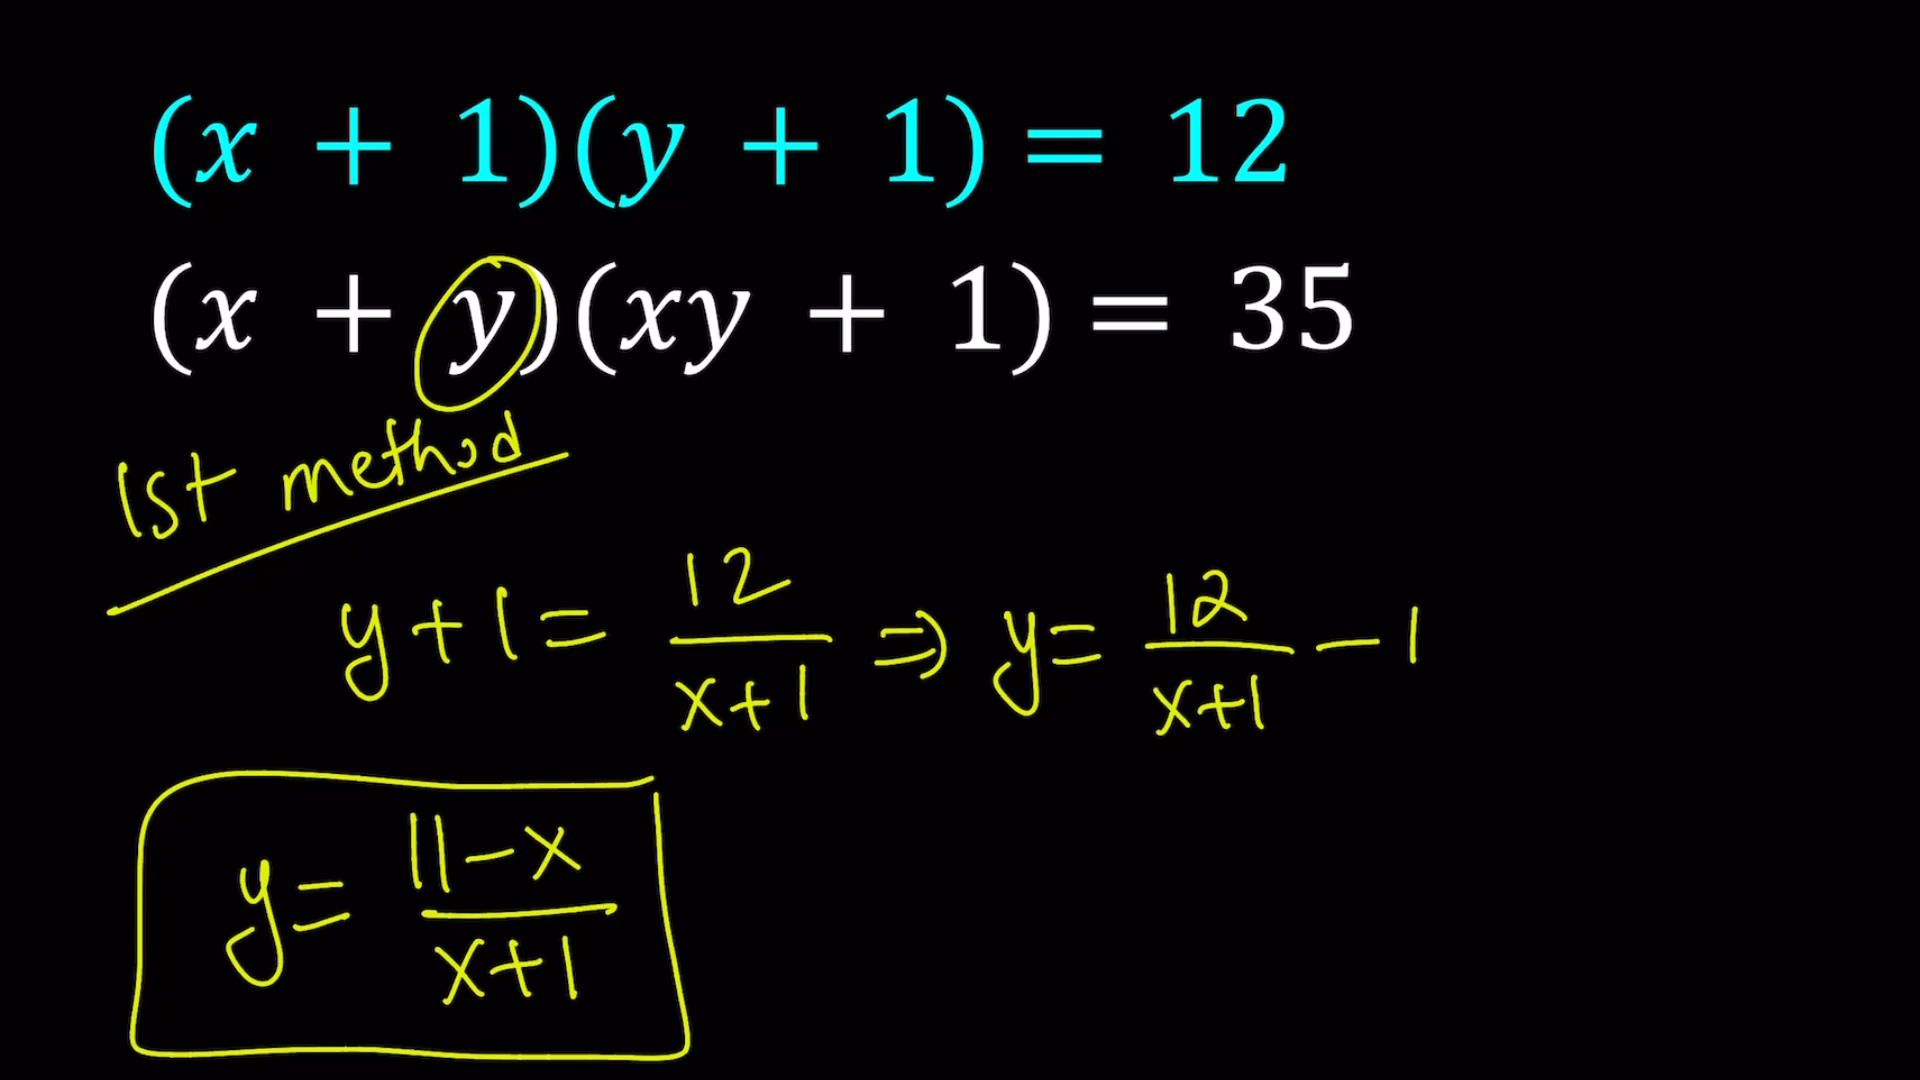 (x + 1)(y + 1) = 12
(x + y)(xy + 1) = 35
1st method
y+1 = 12/(x+1) ⇒ y = 12/(x+1) - 1
y = (11-x)/(x+1)